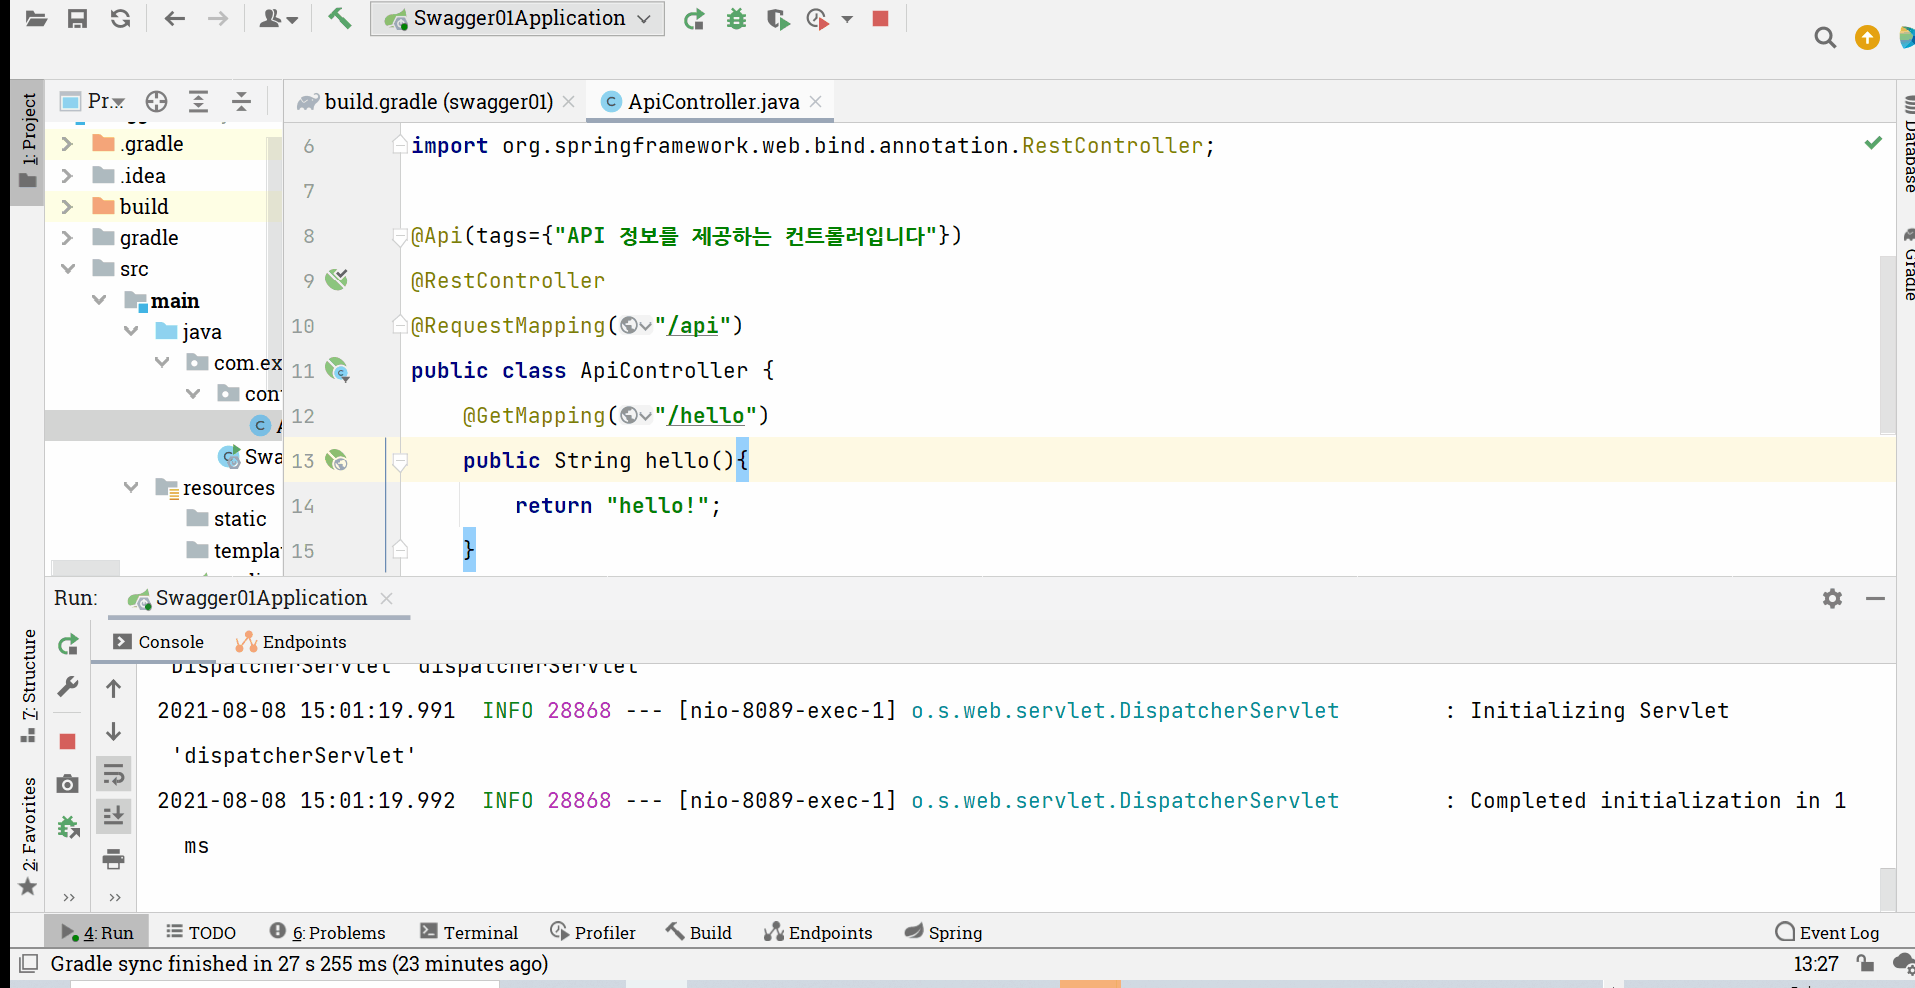 Swagger01Application
1: Project
Pr...
build.gradle (swagger01)
ApiController.java
Database
Gradle
.gradle
.idea
build
gradle
src
main
java
com.ex
con
Swa
resources
static
templa
6 import org.springframework.web.bind.annotation.RestController;
7
8 @Api(tags={"API 정보를 제공하는 컨트롤러입니다"})
9 @RestController
10 @RequestMapping("/api")
11 public class ApiController {
12 @GetMapping("/hello")
13 public String hello(){
14 return "hello!";
15 }
Run: Swagger01Application
Console Endpoints
7: Structure
2: Favorites
DispatcherServlet 'dispatcherServlet'
2021-08-08 15:01:19.991 INFO 28868 --- [nio-8089-exec-1] o.s.web.servlet.DispatcherServlet : Initializing Servlet
'dispatcherServlet'
2021-08-08 15:01:19.992 INFO 28868 --- [nio-8089-exec-1] o.s.web.servlet.DispatcherServlet : Completed initialization in 1
ms
4: Run TODO 6: Problems Terminal Profiler Build Endpoints Spring Event Log
Gradle sync finished in 27 s 255 ms (23 minutes ago) 13:27